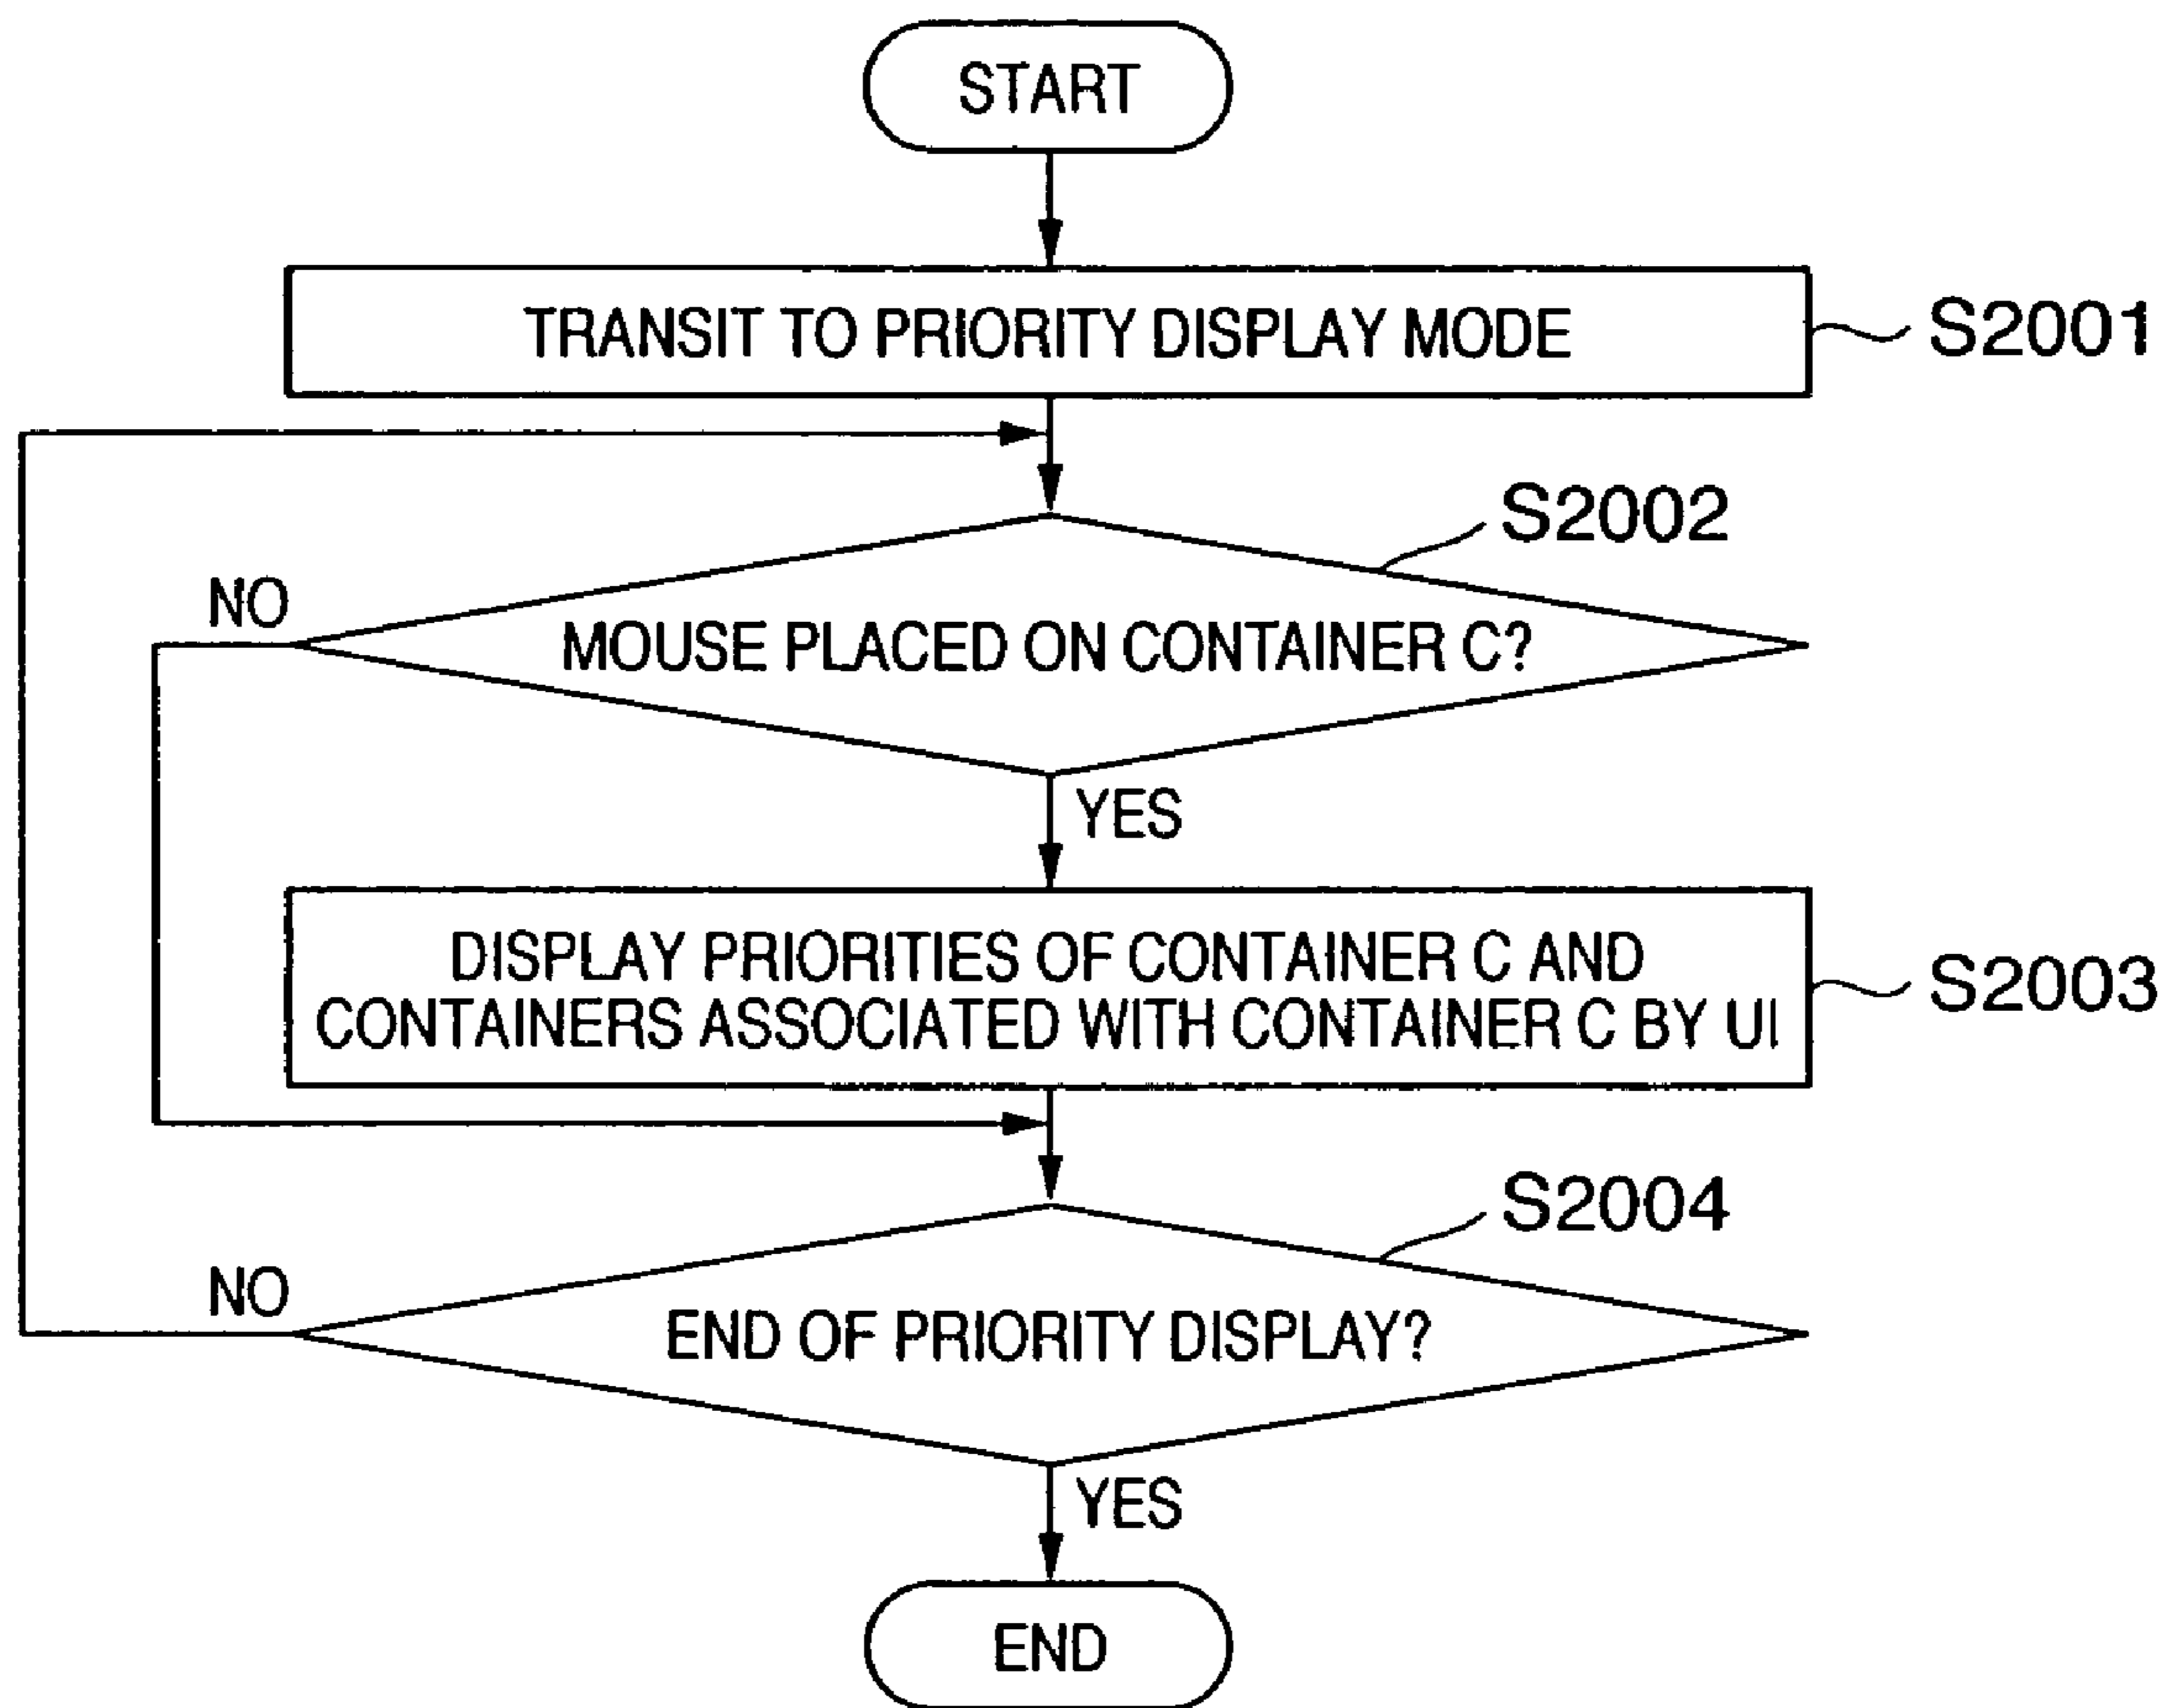 START
TRANSIT TO PRIORITY DISPLAY MODE
S2001
S2002
NO
MOUSE PLACED ON CONTAINER C?
YES
DISPLAY PRIORITIES OF CONTAINER C AND
CONTAINERS ASSOCIATED WITH CONTAINER C BY UI
S2003
S2004
NO
END OF PRIORITY DISPLAY?
YES
END